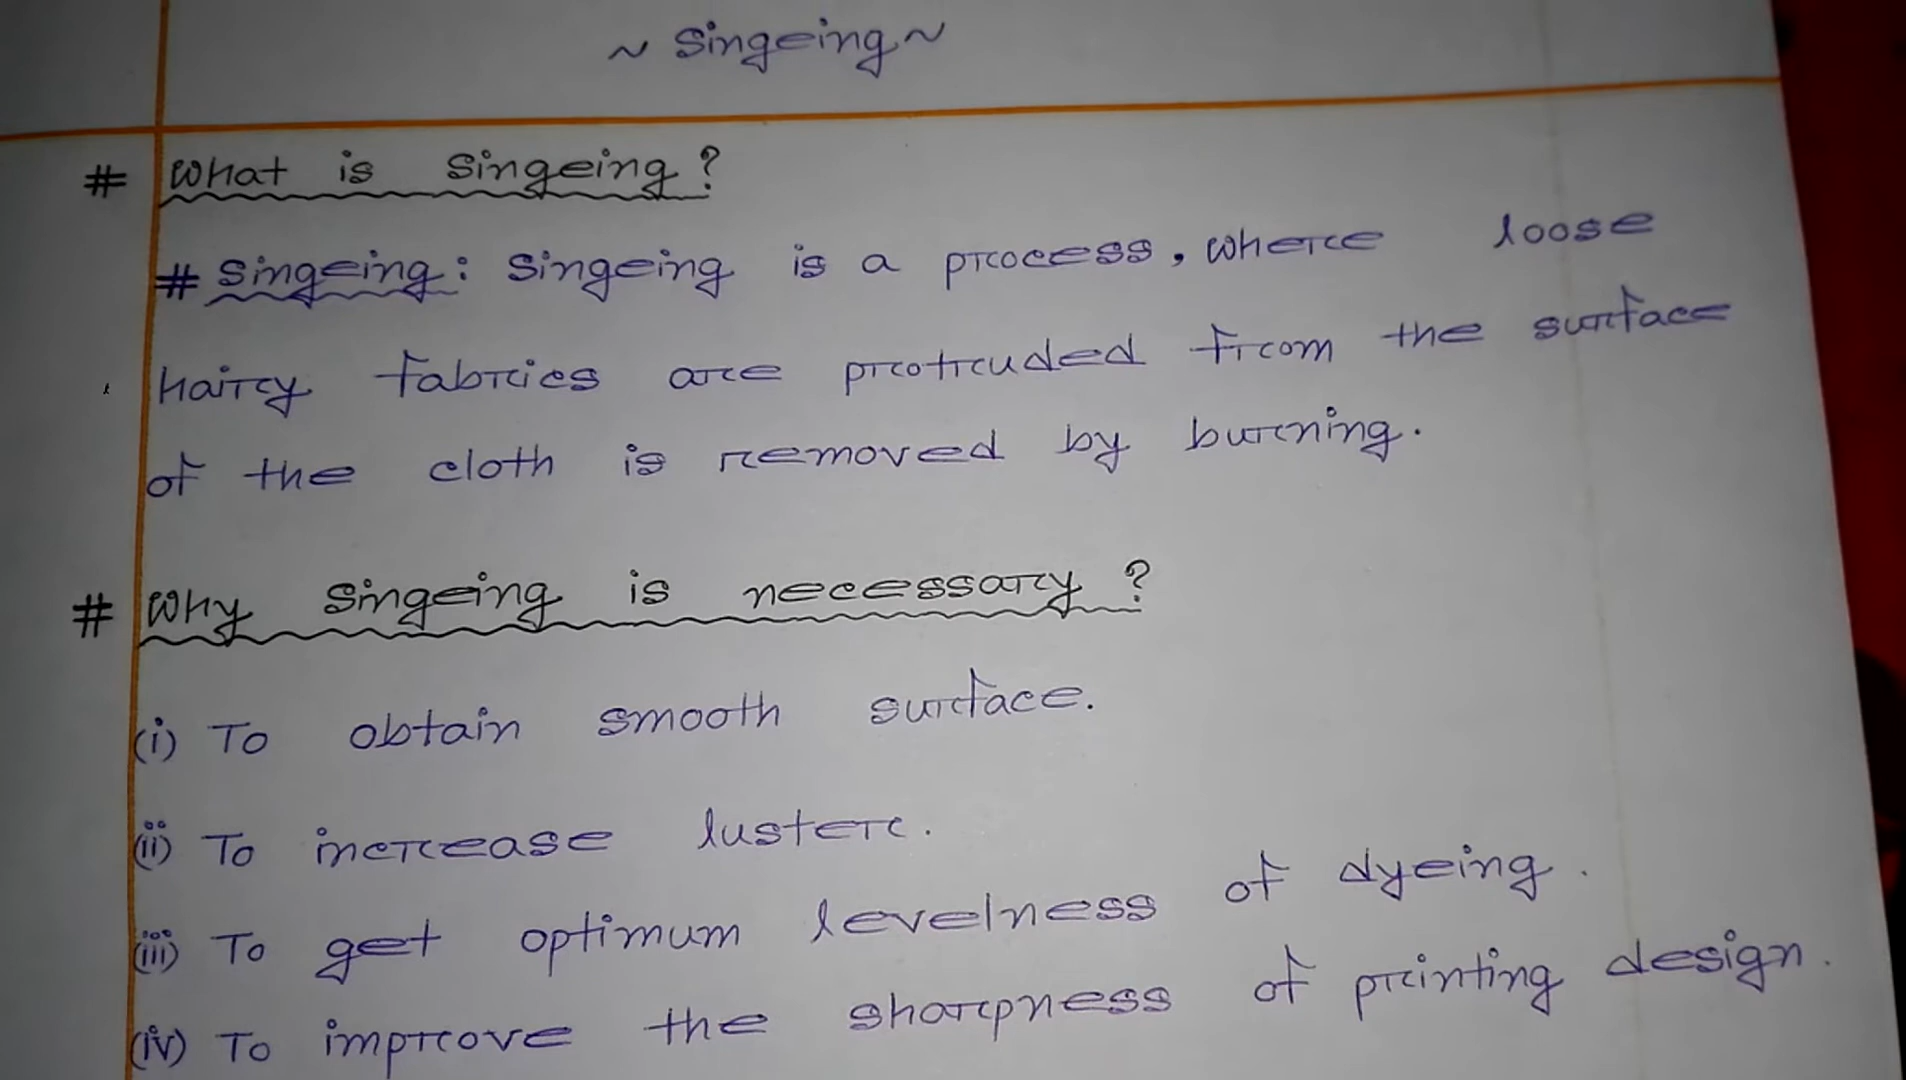 ~ Singeing ~
# What is Singeing?
# Singeing: Singeing is a process, where loose
hairy fabrics are protruded from the surface
of the cloth is removed by burning.
# Why Singeing is necessary?
(i) To obtain smooth surface.
(ii) To increase luster.
(iii) To get optimum levelness of dyeing.
(iv) To improve the sharpness of printing design.